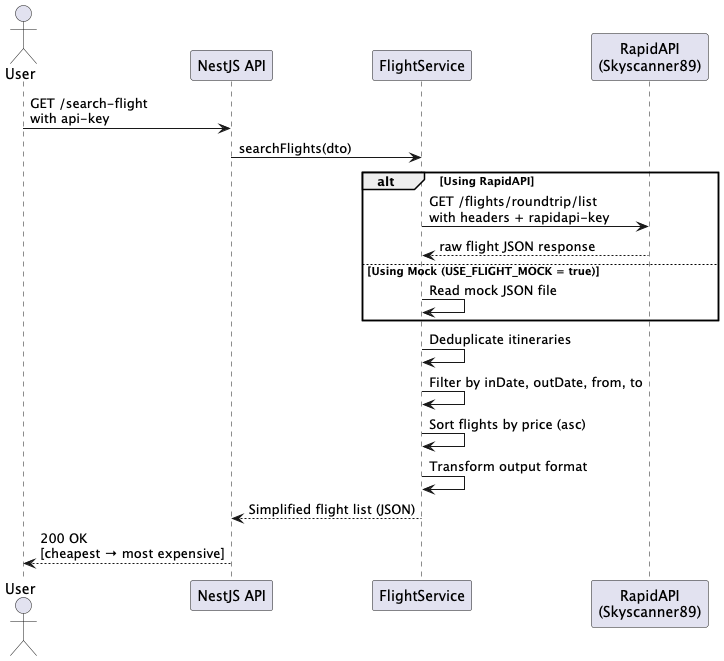 User
NestJS API
FlightService
RapidAPI
(Skyscanner89)
GET /search-flight
with api-key
searchFlights(dto)
alt
[Using RapidAPI]
GET /flights/roundtrip/list
with headers + rapidapi-key
raw flight JSON response
[Using Mock (USE_FLIGHT_MOCK = true)]
Read mock JSON file
Deduplicate itineraries
Filter by inDate, outDate, from, to
Sort flights by price (asc)
Transform output format
Simplified flight list (JSON)
200 OK
[cheapest → most expensive]
User
NestJS API
FlightService
RapidAPI
(Skyscanner89)